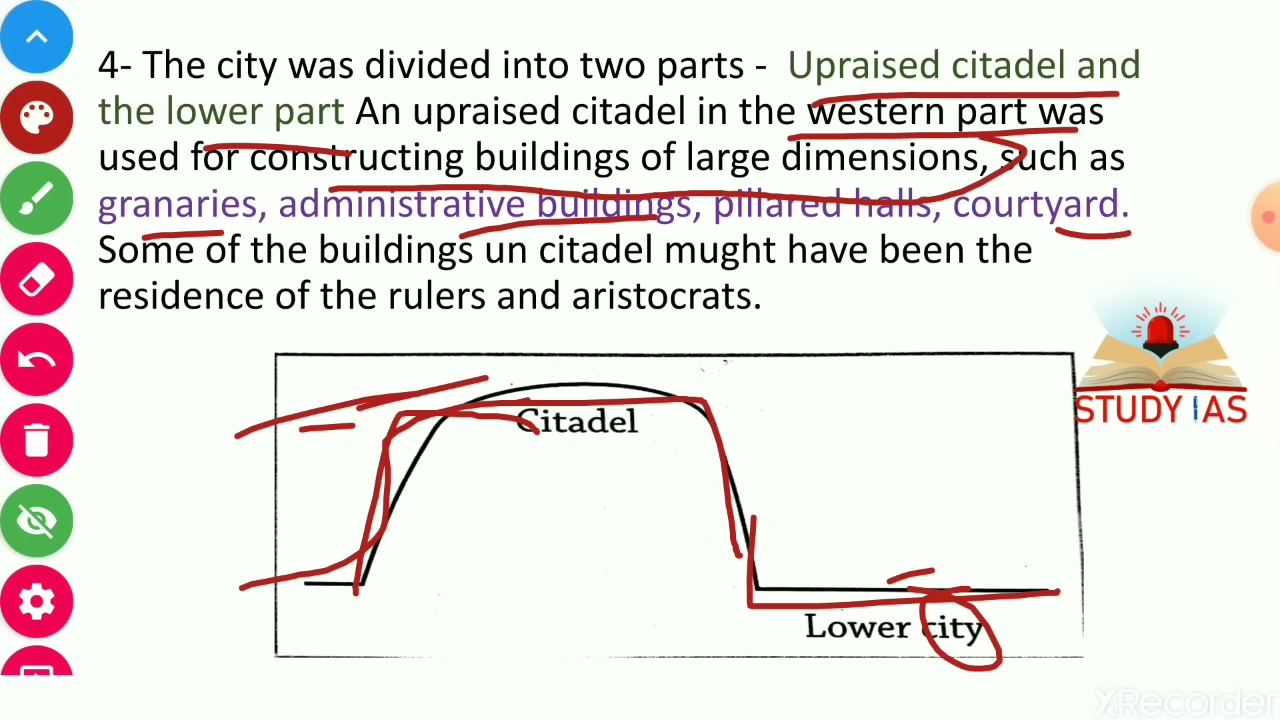 4- The city was divided into two parts - Upraised citadel and
the lower part An upraised citadel in the western part was
used for constructing buildings of large dimensions, such as
granaries, administrative buildings, pillared halls, courtyard.
Some of the buildings un citadel mught have been the
residence of the rulers and aristocrats.
STUDY IAS
Citadel
Lower city
XRecorder